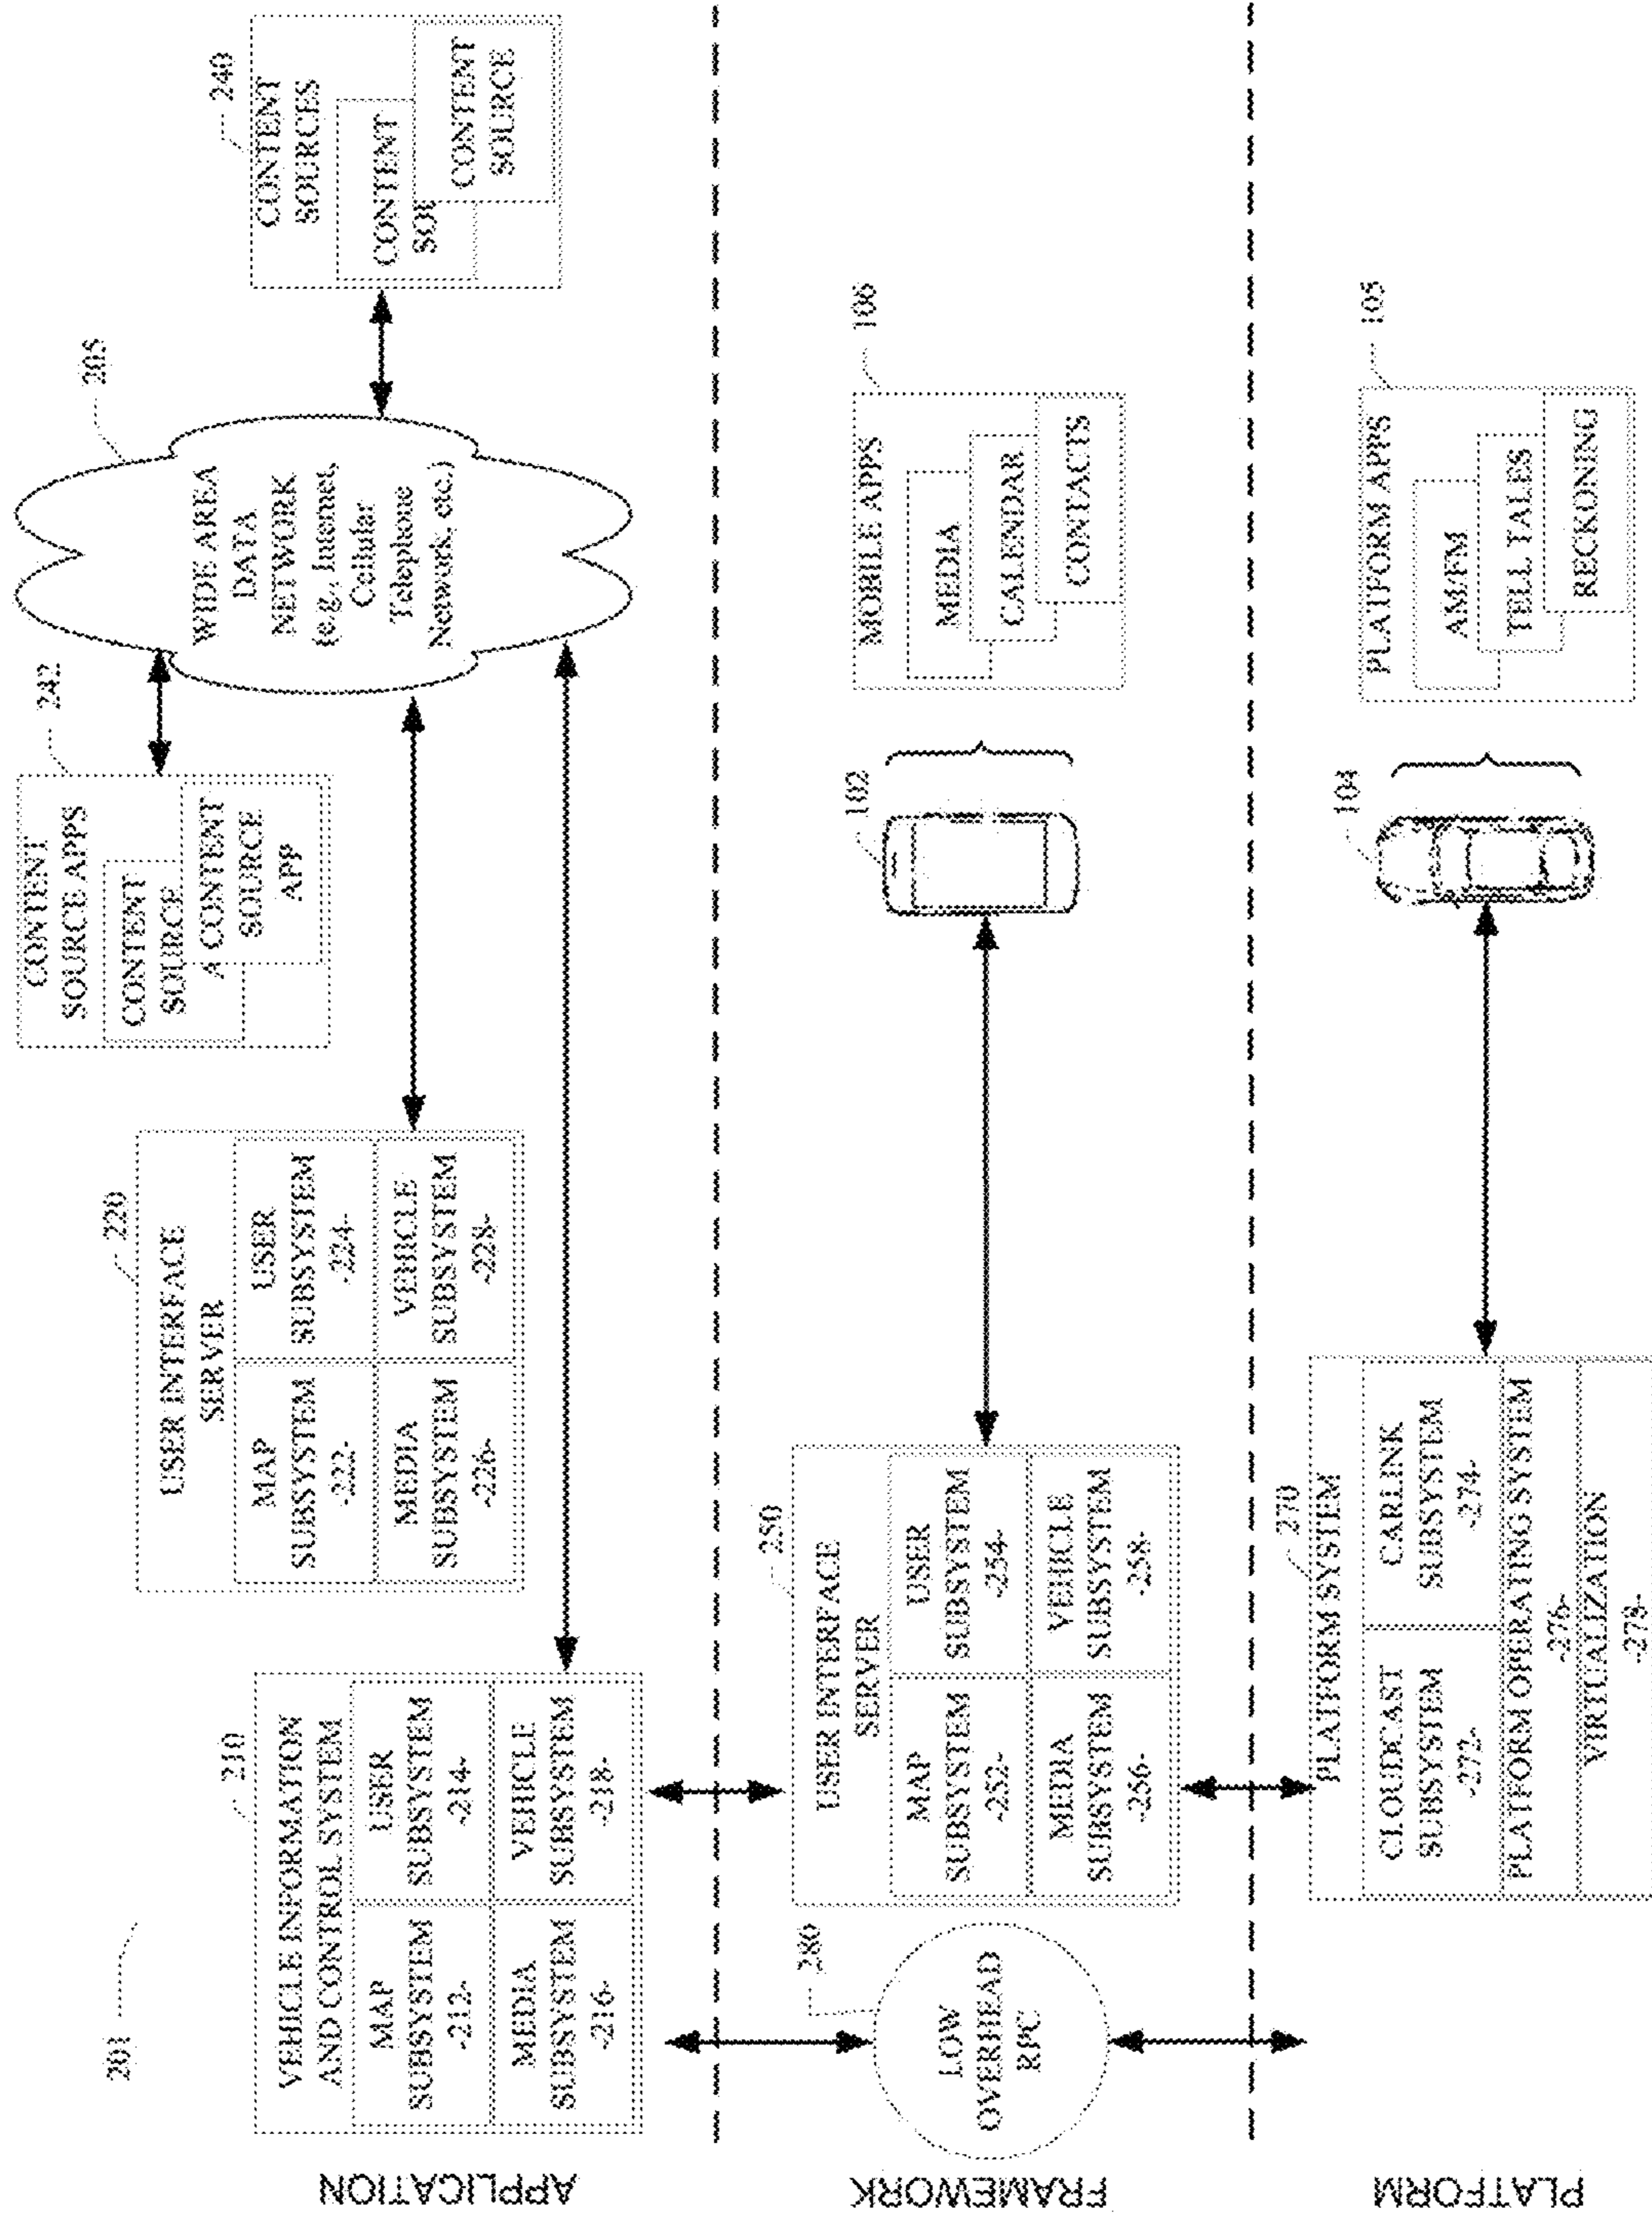 201
APPLICATION
210
VEHICLE INFORMATION
AND CONTROL SYSTEM
MAP
SUBSYSTEM
-212-
USER
SUBSYSTEM
-214-
MEDIA
SUBSYSTEM
-216-
VEHICLE
SUBSYSTEM
-218-
220
USER INTERFACE
SERVER
MAP
SUBSYSTEM
-222-
USER
SUBSYSTEM
-224-
MEDIA
SUBSYSTEM
-226-
VEHICLE
SUBSYSTEM
-228-
242
CONTENT
SOURCE APPS
CONTENT
SOURCE
A
CONTENT
SOURCE
APP
205
WIDE AREA
DATA
NETWORK
(e.g., Internet,
Cellular
Telephone
Network, etc.)
240
CONTENT
SOURCES
CONTENT
SOU
CONTENT
SOURCE
FRAMEWORK
280
LOW
OVERHEAD
RPC
250
USER INTERFACE
SERVER
MAP
SUBSYSTEM
-252-
USER
SUBSYSTEM
-254-
MEDIA
SUBSYSTEM
-256-
VEHICLE
SUBSYSTEM
-258-
102
106
MOBILE APPS
MEDIA
CALENDAR
CONTACTS
PLATFORM
270
PLATFORM SYSTEM
CLOUDCAST
SUBSYSTEM
-272-
CARLINK
SUBSYSTEM
-274-
PLATFORM OPERATING SYSTEM
-276-
VIRTUALIZATION
-278-
104
105
PLATFORM APPS
AM/FM
TELL TALES
RECKONING